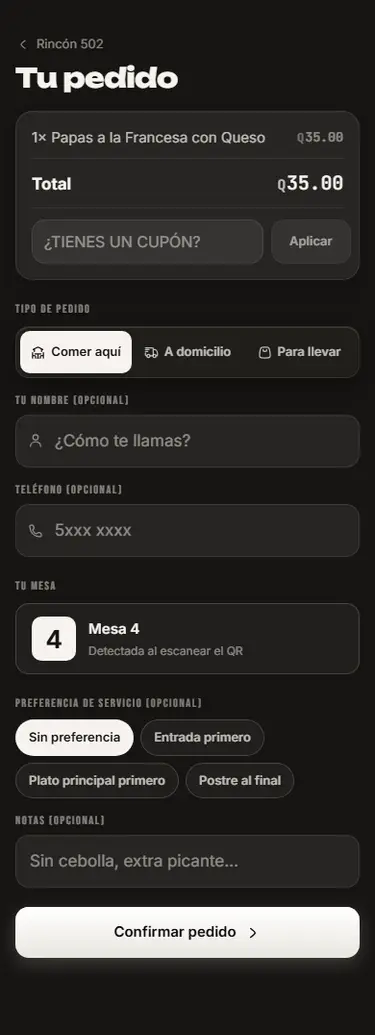 Rincón 502
Tu pedido
1× Papas a la Francesa con Queso Q35.00
Total Q35.00
¿TIENES UN CUPÓN? Aplicar
TIPO DE PEDIDO
Comer aquí A domicilio Para llevar
TU NOMBRE (OPCIONAL)
¿Cómo te llamas?
TELÉFONO (OPCIONAL)
5xxx xxxx
TU MESA
4 Mesa 4
Detectada al escanear el QR
PREFERENCIA DE SERVICIO (OPCIONAL)
Sin preferencia Entrada primero
Plato principal primero Postre al final
NOTAS (OPCIONAL)
Sin cebolla, extra picante...
Confirmar pedido